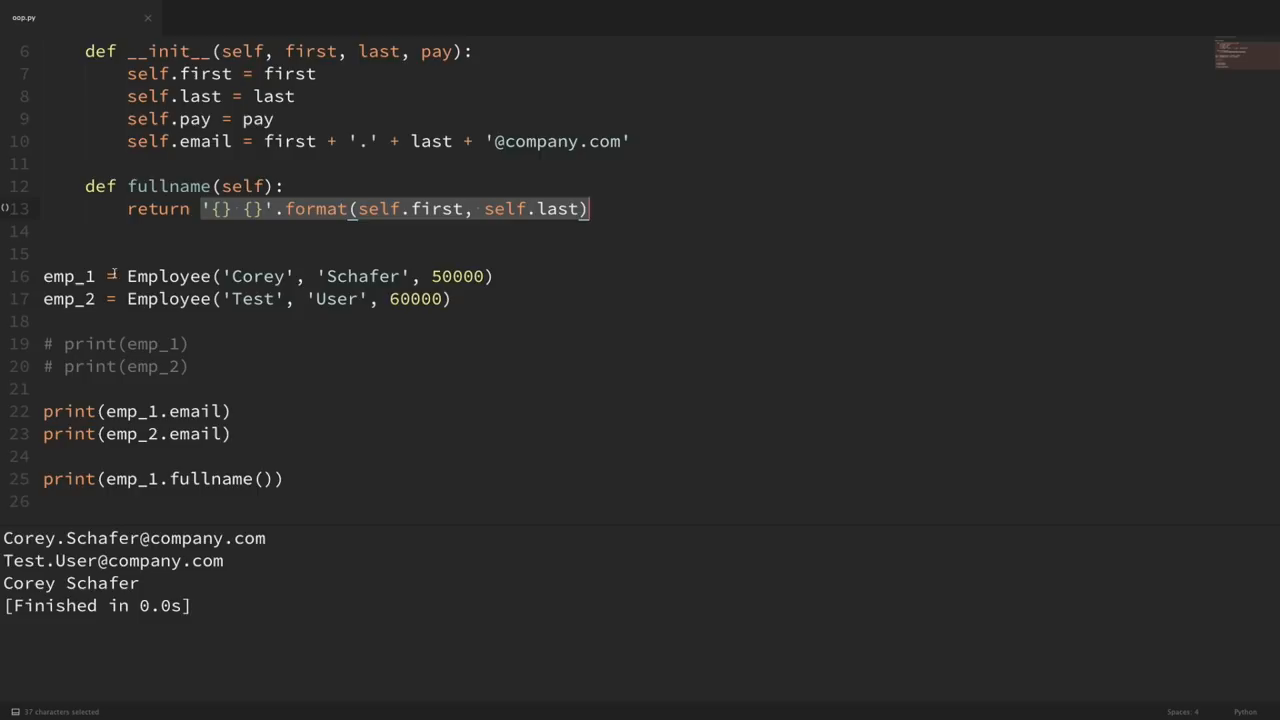 oop.py ×
6 def __init__(self, first, last, pay):
7 self.first = first
8 self.last = last
9 self.pay = pay
10 self.email = first + '.' + last + '@company.com'
11
12 def fullname(self):
() 13 return '{} {}'.format(self.first, self.last)
14
15
16 emp_1 = Employee('Corey', 'Schafer', 50000)
17 emp_2 = Employee('Test', 'User', 60000)
18
19 # print(emp_1)
20 # print(emp_2)
21
22 print(emp_1.email)
23 print(emp_2.email)
24
25 print(emp_1.fullname())
26
Corey.Schafer@company.com
Test.User@company.com
Corey Schafer
[Finished in 0.0s]
37 characters selected Spaces: 4 Python